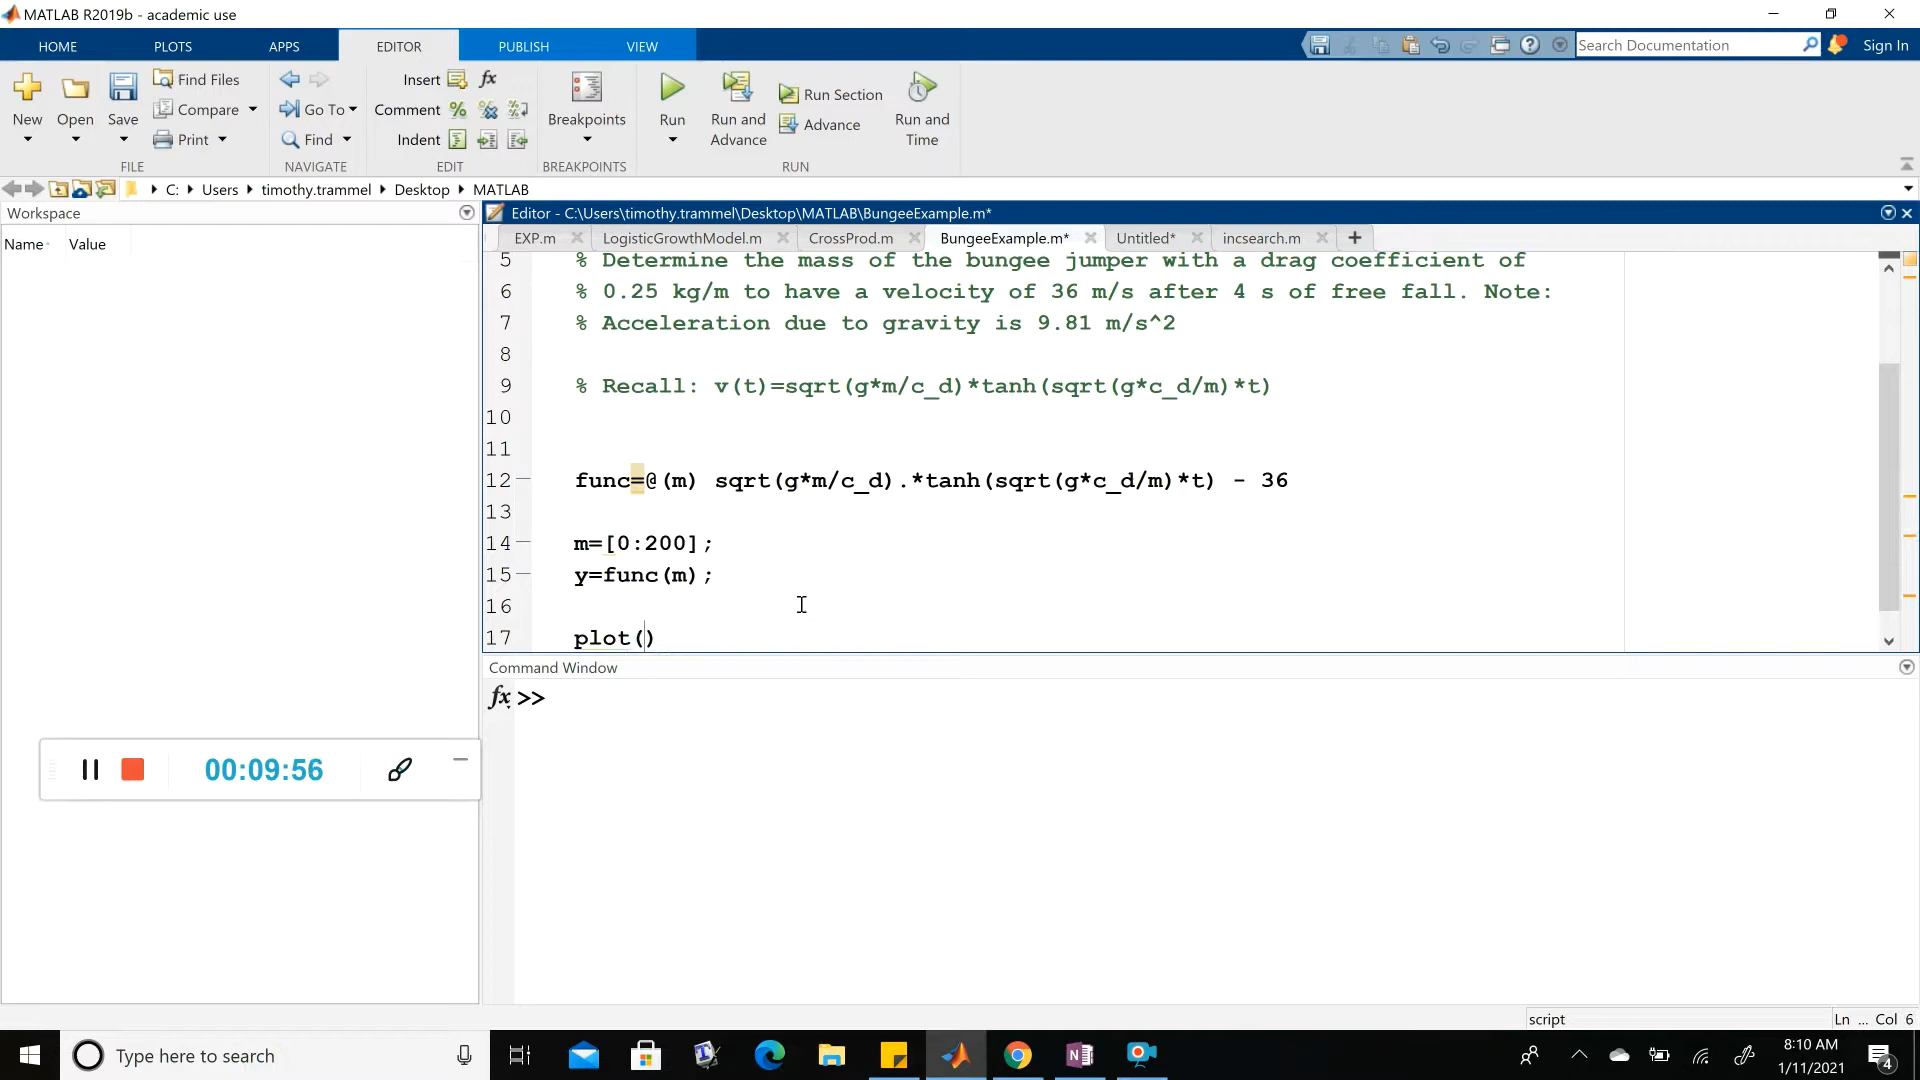 MATLAB R2019b - academic use
HOME PLOTS APPS EDITOR PUBLISH VIEW Search Documentation Sign In
New Open Save Find Files Compare Print
Go To Find
Insert fx Comment Indent
Breakpoints
Run Run and Advance Run Section Advance Run and Time
FILE NAVIGATE EDIT BREAKPOINTS RUN
C: Users timothy.trammel Desktop MATLAB
Workspace
Name Value
Editor - C:\Users\timothy.trammel\Desktop\MATLAB\BungeeExample.m*
EXP.m LogisticGrowthModel.m CrossProd.m BungeeExample.m* Untitled* incsearch.m
5 % Determine the mass of the bungee jumper with a drag coefficient of
6 % 0.25 kg/m to have a velocity of 36 m/s after 4 s of free fall. Note:
7 % Acceleration due to gravity is 9.81 m/s^2
8
9 % Recall: v(t)=sqrt(g*m/c_d)*tanh(sqrt(g*c_d/m)*t)
10
11
12 func=@(m) sqrt(g*m/c_d).*tanh(sqrt(g*c_d/m)*t) - 36
13
14 m=[0:200];
15 y=func(m);
16
17 plot()
Command Window
fx >>
00:09:56
script Ln ... Col 6
Type here to search
8:10 AM
1/11/2021
4